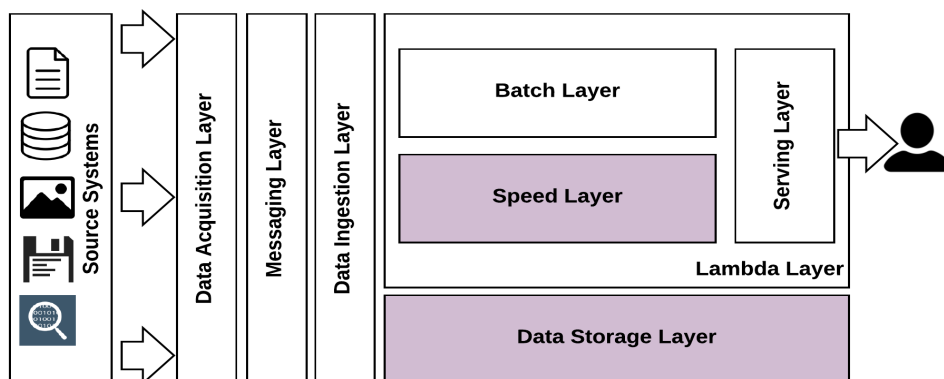 Source Systems
Data Acquisition Layer
Messaging Layer
Data Ingestion Layer
Batch Layer
Speed Layer
Serving Layer
Lambda Layer
Data Storage Layer